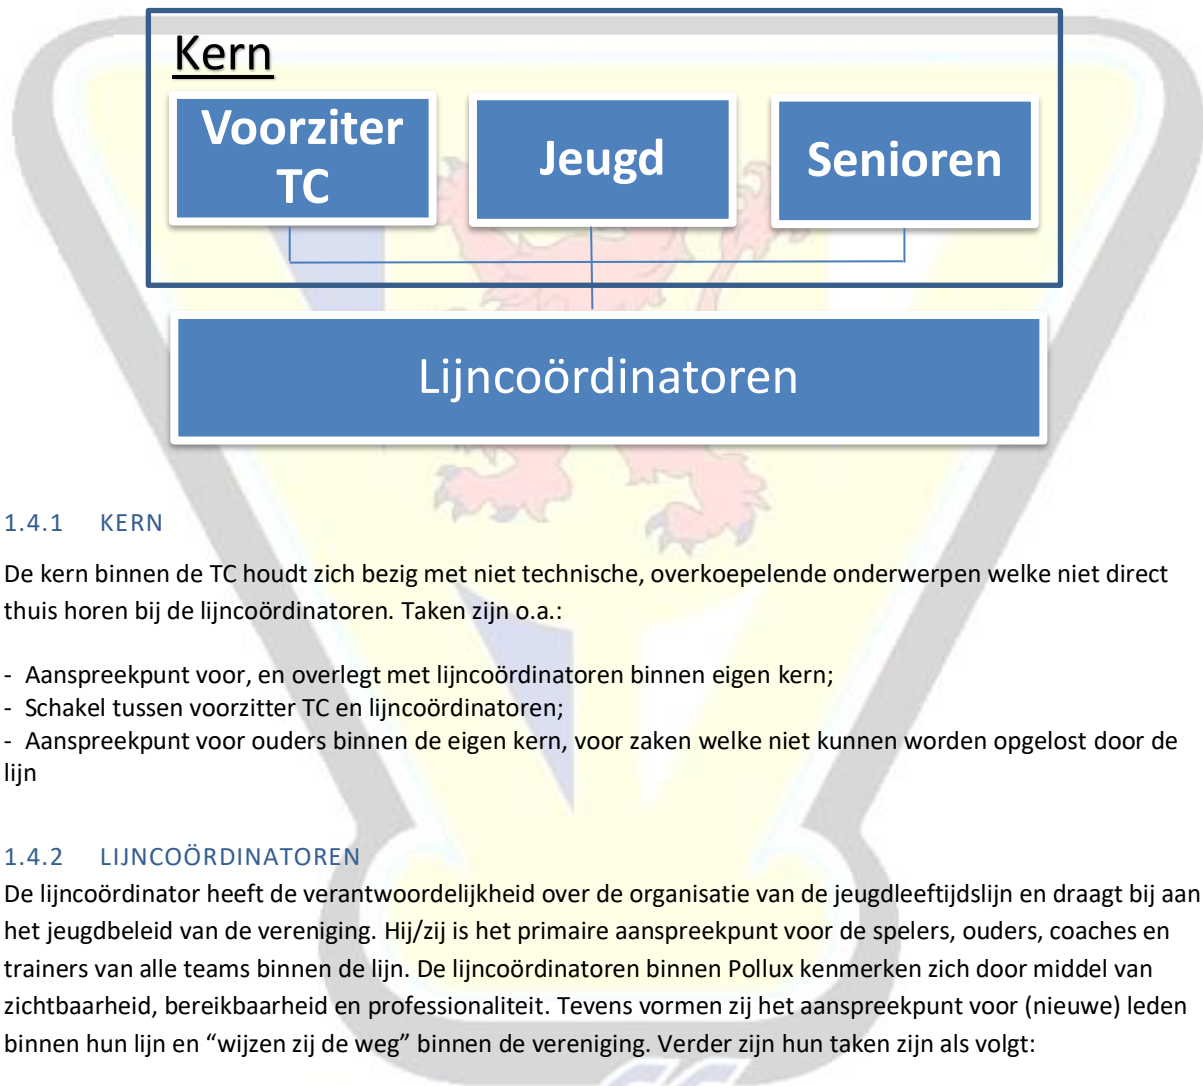 Kern
Voorziter
TC
Jeugd
Senioren
Lijncoördinatoren
1.4.1 KERN
De kern binnen de TC houdt zich bezig met niet technische, overkoepelende onderwerpen welke niet direct
thuis horen bij de lijncoördinatoren. Taken zijn o.a.:
- Aanspreekpunt voor, en overlegt met lijncoördinatoren binnen eigen kern;
- Schakel tussen voorzitter TC en lijncoördinatoren;
- Aanspreekpunt voor ouders binnen de eigen kern, voor zaken welke niet kunnen worden opgelost door de
lijn
1.4.2 LIJNCOÖRDINATOREN
De lijncoördinator heeft de verantwoordelijkheid over de organisatie van de jeugdleeftijdslijn en draagt bij aan
het jeugdbeleid van de vereniging. Hij/zij is het primaire aanspreekpunt voor de spelers, ouders, coaches en
trainers van alle teams binnen de lijn. De lijncoördinatoren binnen Pollux kenmerken zich door middel van
zichtbaarheid, bereikbaarheid en professionaliteit. Tevens vormen zij het aanspreekpunt voor (nieuwe) leden
binnen hun lijn en “wijzen zij de weg” binnen de vereniging. Verder zijn hun taken zijn als volgt: